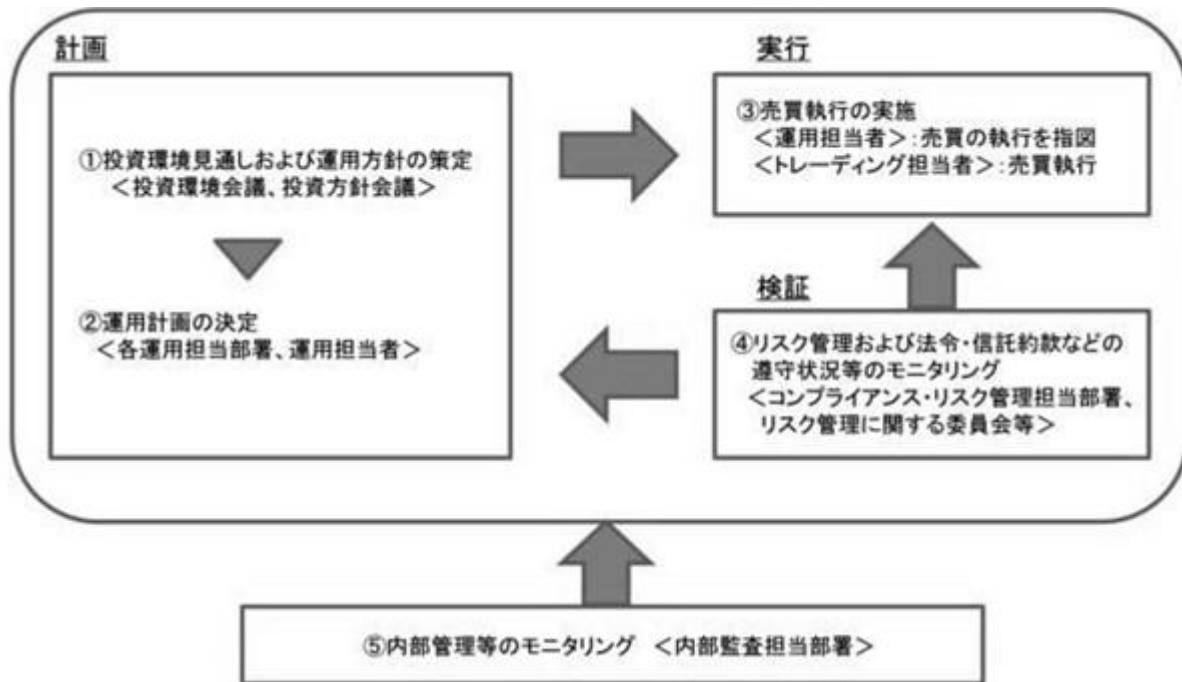 計画
①投資環境見通しおよび運用方針の策定
＜投資環境会議、投資方針会議＞
②運用計画の決定
＜各運用担当部署、運用担当者＞
実行
③売買執行の実施
＜運用担当者＞：売買の執行を指図
＜トレーディング担当者＞：売買執行
検証
④リスク管理および法令・信託約款などの
遵守状況等のモニタリング
＜コンプライアンス・リスク管理担当部署、
リスク管理に関する委員会等＞
⑤内部管理等のモニタリング　＜内部監査担当部署＞